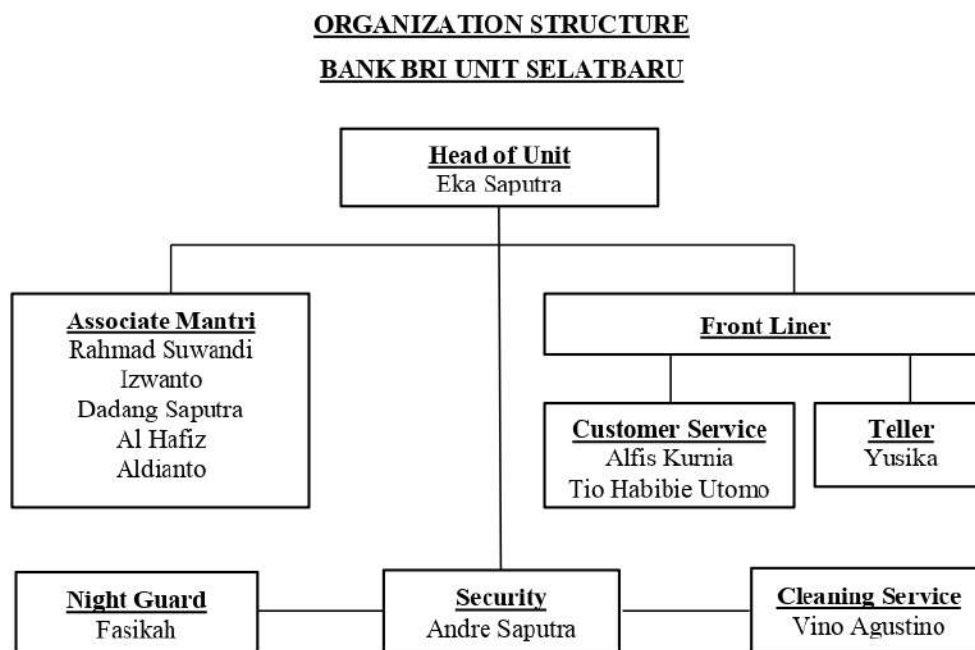 ORGANIZATION STRUCTURE
BANK BRI UNIT SELATBARU
Head of Unit
Eka Saputra
Associate Mantri
Rahmad Suwandi
Izwanto
Dadang Saputra
Al Hafiz
Aldianto
Front Liner
Customer Service
Alfis Kurnia
Tio Habibie Utomo
Teller
Yusika
Night Guard
Fasikah
Security
Andre Saputra
Cleaning Service
Vino Agustino